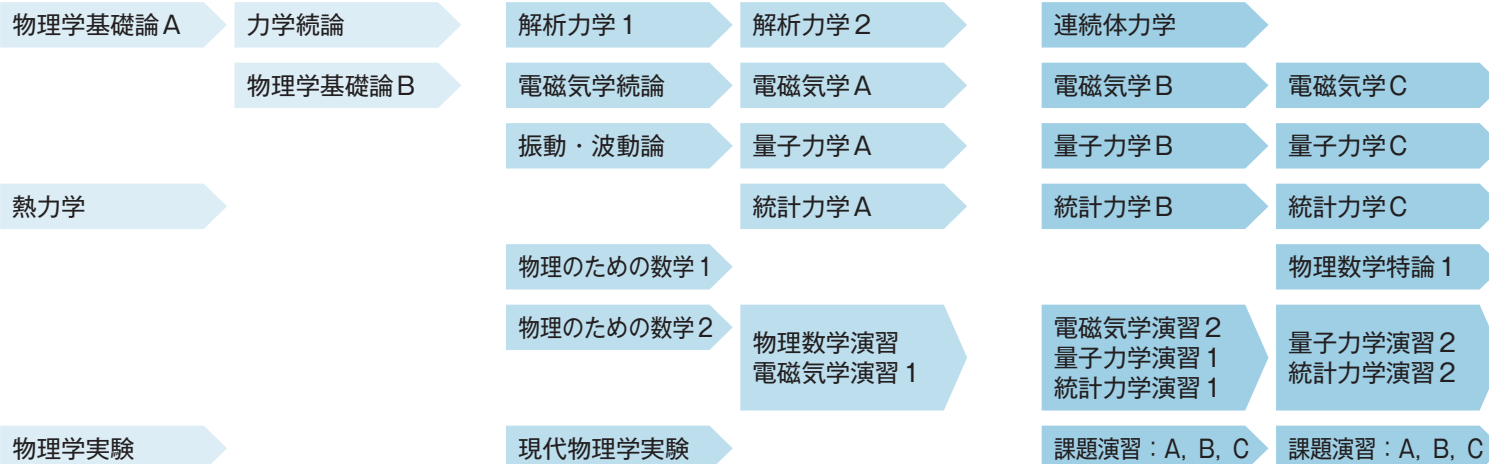 物理学基礎論A
力学続論
解析力学1
解析力学2
連続体力学
物理学基礎論B
電磁気学続論
電磁気学A
電磁気学B
電磁気学C
振動・波動論
量子力学A
量子力学B
量子力学C
熱力学
統計力学A
統計力学B
統計力学C
物理のための数学1
物理数学特論1
物理のための数学2
物理数学演習
電磁気学演習1
電磁気学演習2
量子力学演習1
統計力学演習1
量子力学演習2
統計力学演習2
物理学実験
現代物理学実験
課題演習：A, B, C
課題演習：A, B, C